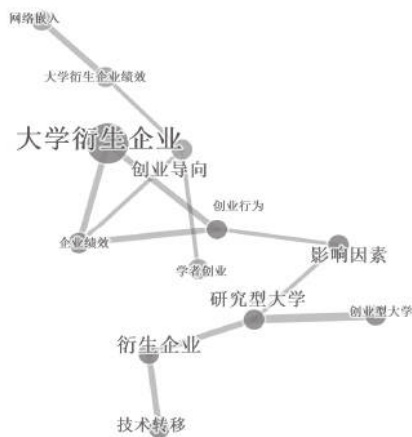 网络嵌入
大学衍生企业绩效
大学衍生企业
创业导向
创业行为
企业绩效
影响因素
学者创业
研究型大学
创业型大学
衍生企业
技术转移